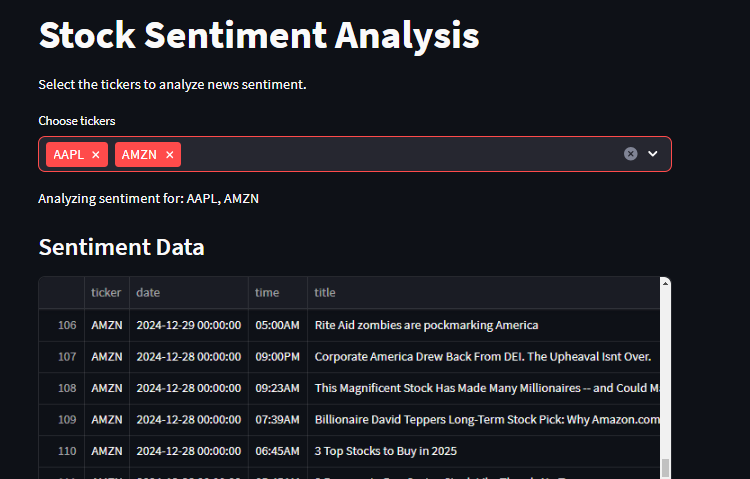 Stock Sentiment Analysis
Select the tickers to analyze news sentiment.
Choose tickers
AAPL × AMZN ×
Analyzing sentiment for: AAPL, AMZN
Sentiment Data
ticker date time title
106 AMZN 2024-12-29 00:00:00 05:00AM Rite Aid zombies are pockmarking America
107 AMZN 2024-12-28 00:00:00 09:00PM Corporate America Drew Back From DEI. The Upheaval Isnt Over.
108 AMZN 2024-12-28 00:00:00 09:23AM This Magnificent Stock Has Made Many Millionaires -- and Could
109 AMZN 2024-12-28 00:00:00 07:39AM Billionaire David Teppers Long-Term Stock Pick: Why Amazon.com
110 AMZN 2024-12-28 00:00:00 06:45AM 3 Top Stocks to Buy in 2025